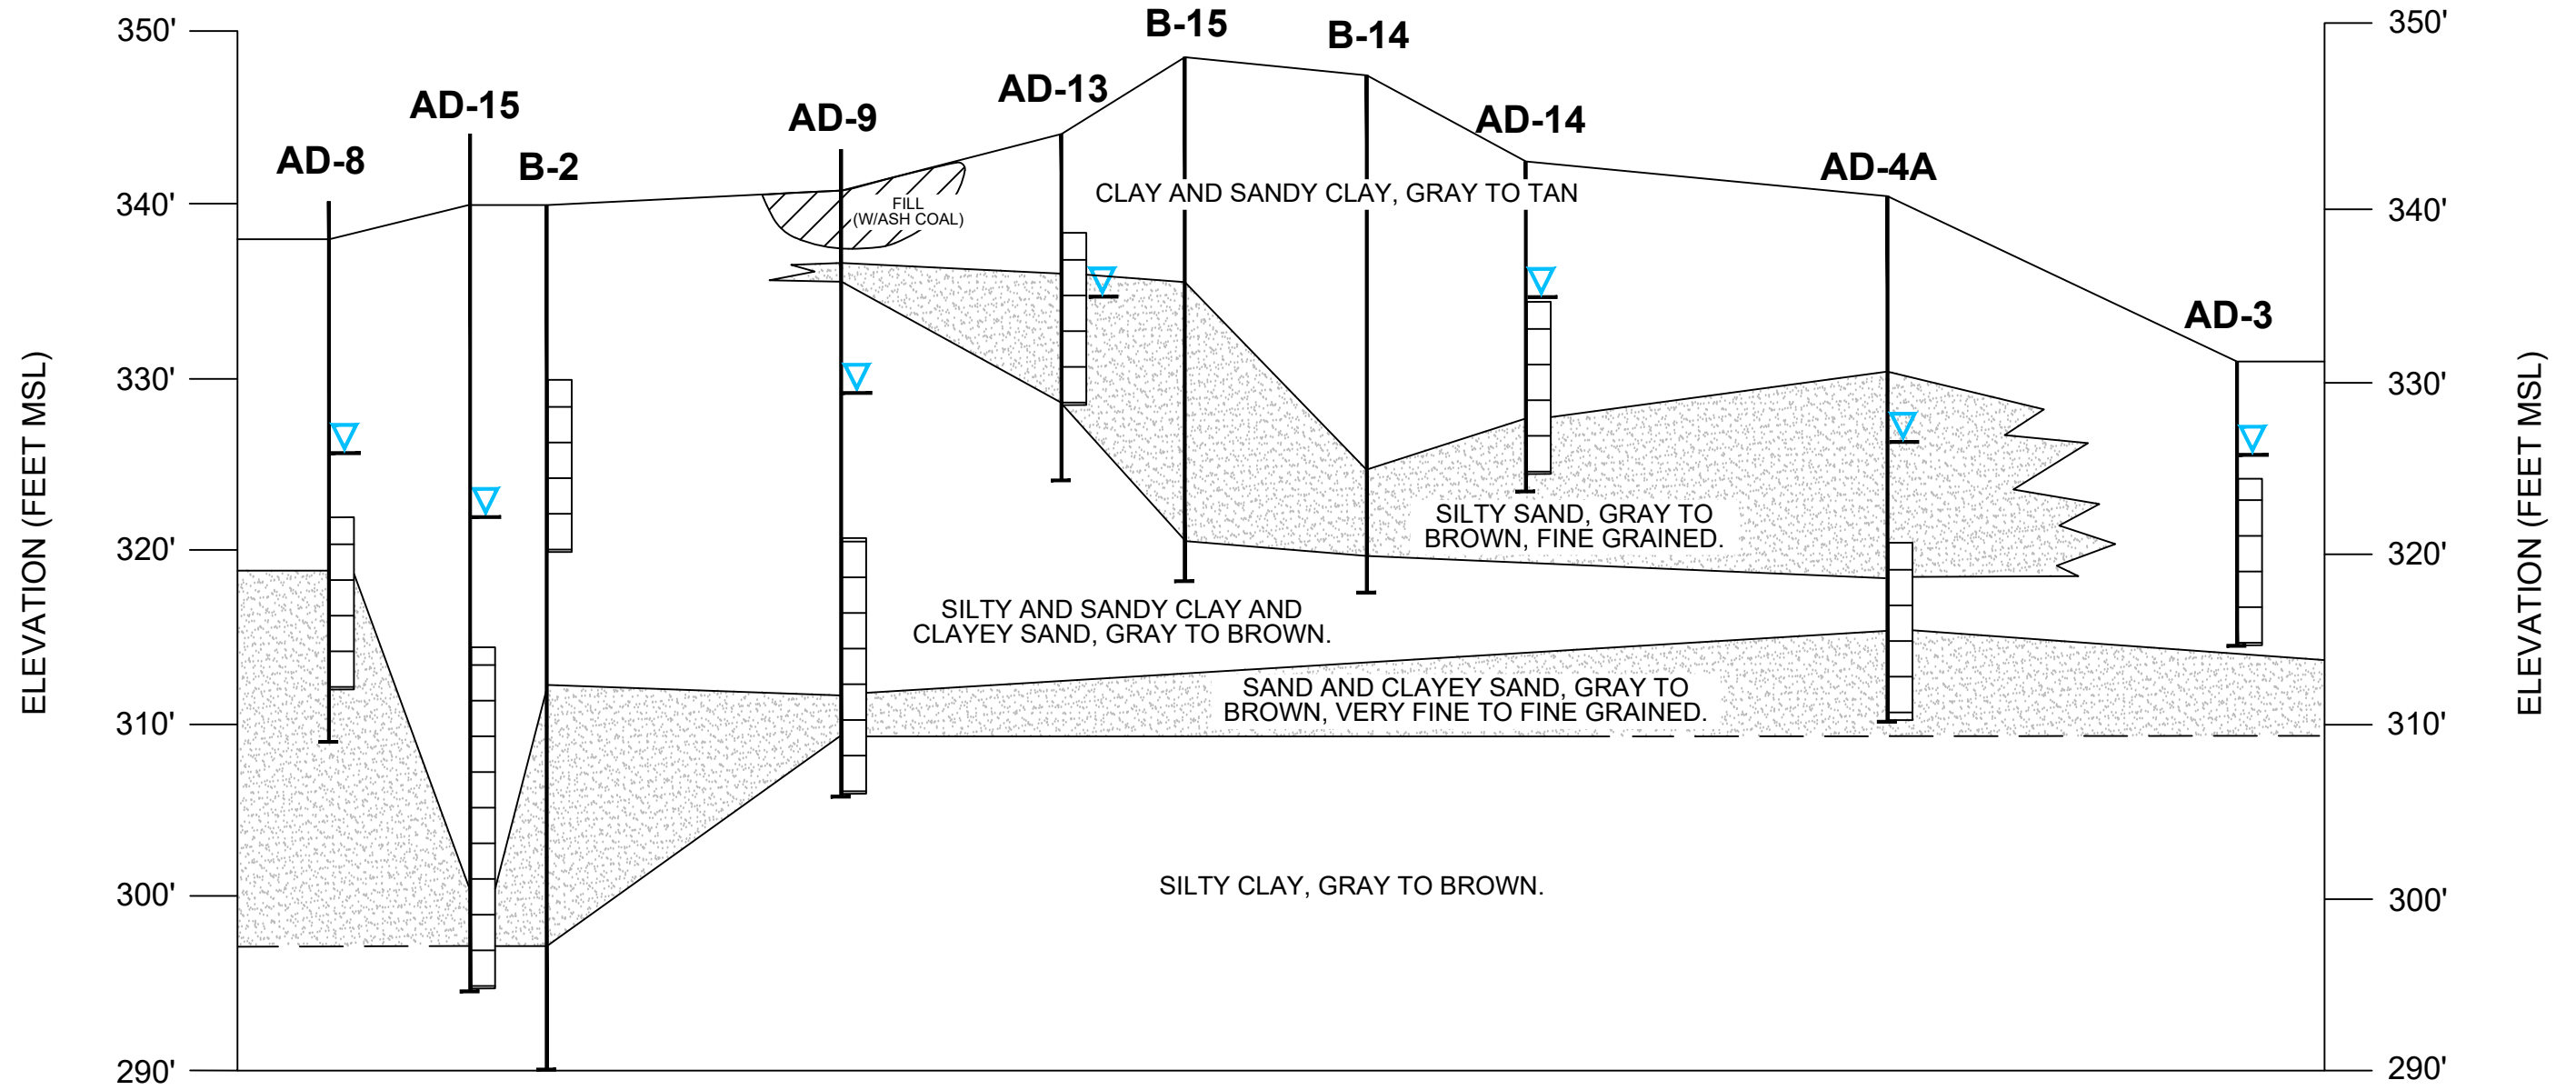 B-15
350'
350'
B-14
AD-13
AD-15
AD-9
AD-14
AD-8
B-2
AD-4A
340'
CLAY AND SANDY CLAY, GRAY TO TAN
340'
FILL
(W/ASH COAL)
AD-3
330'
330'
ELEVATION (FEET MSL)
ELEVATION (FEET MSL)
SILTY SAND, GRAY TO
BROWN, FINE GRAINED.
320'
320'
SILTY AND SANDY CLAY AND
CLAYEY SAND, GRAY TO BROWN.
SAND AND CLAYEY SAND, GRAY TO
BROWN, VERY FINE TO FINE GRAINED.
310'
310'
SILTY CLAY, GRAY TO BROWN.
300'
300'
290'
290'